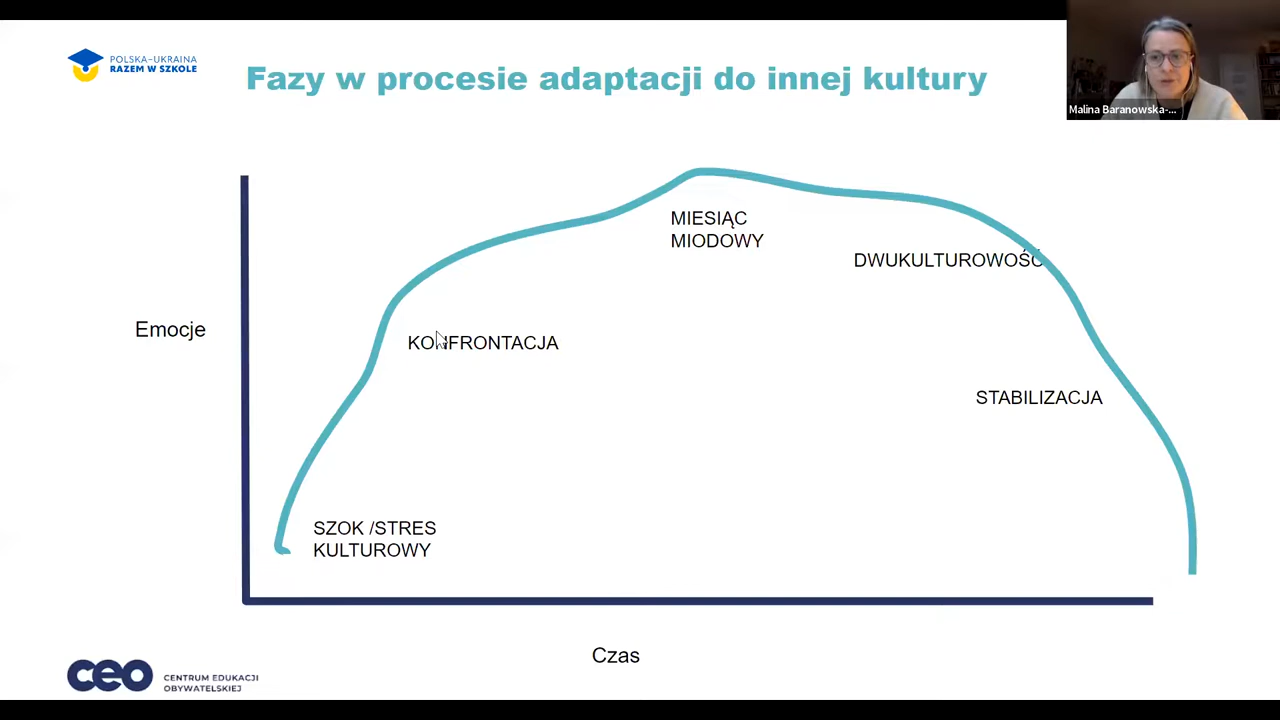 POLSKA-UKRAINA
RAZEM W SZKOLE
Fazy w procesie adaptacji do innej kultury
Malina Baranowska-...
MIESIĄC
MIODOWY
DWUKULTUROWOŚĆ
Emocje
KONFRONTACJA
STABILIZACJA
SZOK /STRES
KULTUROWY
Czas
ceo
CENTRUM EDUKACJI
OBYWATELSKIEJ